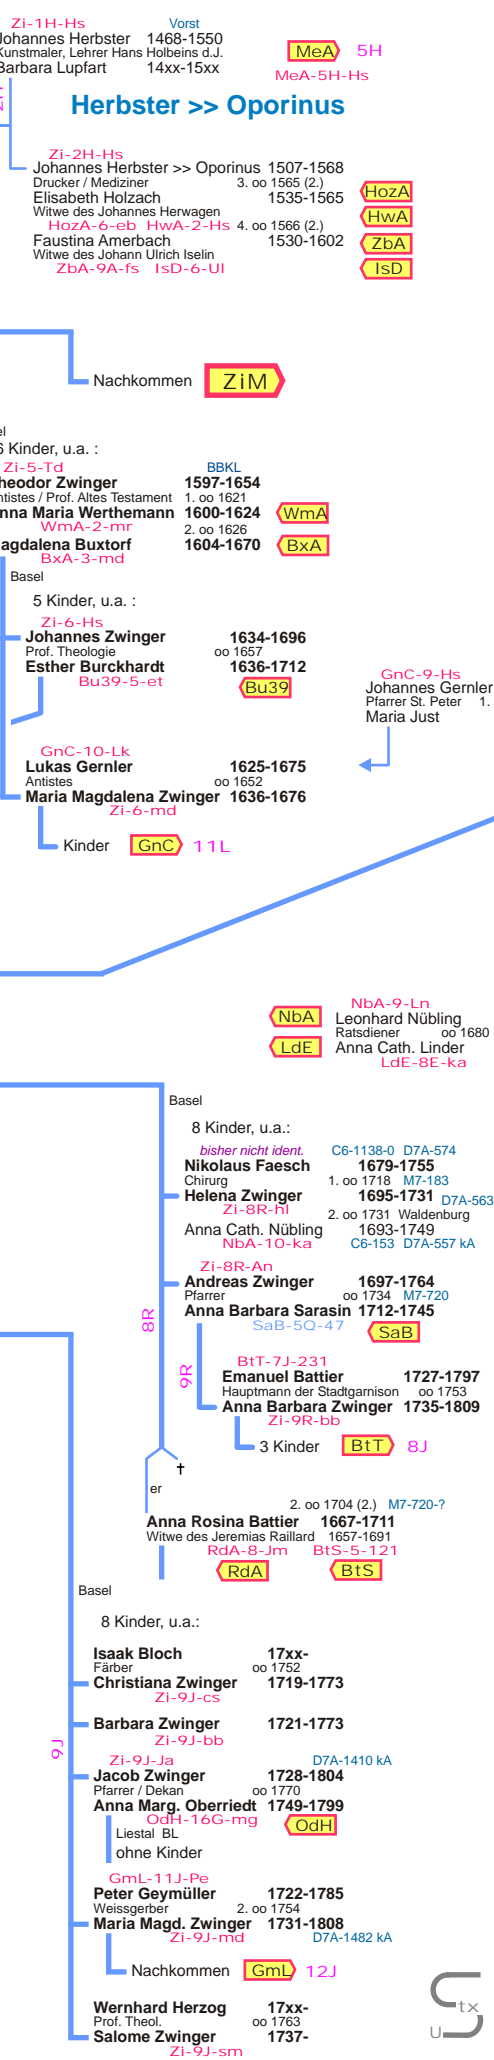 Zi-1H-Hs Vorst
Johannes Herbster 1468-1550
Kunstmaler, Lehrer Hans Holbeins d.J.
Barbara Lupfart 14xx-15xx
MeA 5H
MeA-5H-Hs
2H
Herbster >> Oporinus
Zi-2H-Hs
Johannes Herbster >> Oporinus 1507-1568
Drucker / Mediziner 3. oo 1565 (2.)
Elisabeth Holzach 1535-1565 HozA
Witwe des Johannes Herwagen
HozA-6-eb HwA-2-Hs 4. oo 1566 (2.) HwA
Faustina Amerbach 1530-1602 ZbA
Witwe des Johann Ulrich Iselin
ZbA-9A-fs IsD-6-Ul IsD
Nachkommen ZiM
el
6 Kinder, u.a. :
Zi-5-Td BBKL
heodor Zwinger 1597-1654
ntistes / Prof. Altes Testament 1. oo 1621
nna Maria Werthemann 1600-1624 WmA
WmA-2-mr 2. oo 1626
agdalena Buxtorf 1604-1670 BxA
BxA-3-md
Basel
5 Kinder, u.a. :
Zi-6-Hs
Johannes Zwinger 1634-1696
Prof. Theologie oo 1657
Esther Burckhardt 1636-1712
Bu39-5-et Bu39
GnC-9-Hs
Johannes Gernler
Pfarrer St. Peter 1.
Maria Just
GnC-10-Lk
Lukas Gernler 1625-1675
Antistes oo 1652
Maria Magdalena Zwinger 1636-1676
Zi-6-md
Kinder GnC 11L
NbA-9-Ln
NbA Leonhard Nübling
Ratsdiener oo 1680
LdE Anna Cath. Linder
LdE-8E-ka
Basel
8 Kinder, u.a.:
bisher nicht ident. C6-1138-0 D7A-574
Nikolaus Faesch 1679-1755
Chirurg 1. oo 1718 M7-183
Helena Zwinger 1695-1731 D7A-563
Zi-8R-hl 2. oo 1731 Waldenburg
Anna Cath. Nübling 1693-1749
NbA-10-ka C6-153 D7A-557 kA
Zi-8R-An
Andreas Zwinger 1697-1764
Pfarrer oo 1734 M7-720
Anna Barbara Sarasin 1712-1745
SaB-5Q-47 SaB
8R
9R
BtT-7J-231
Emanuel Battier 1727-1797
Hauptmann der Stadtgarnison oo 1753
Anna Barbara Zwinger 1735-1809
Zi-9R-bb
3 Kinder BtT 8J
er
2. oo 1704 (2.) M7-720-?
Anna Rosina Battier 1667-1711
Witwe des Jeremias Raillard 1657-1691
RdA-8-Jm BtS-5-121
RdA BtS
Basel
8 Kinder, u.a.:
Isaak Bloch 17xx-
Färber oo 1752
Christiana Zwinger 1719-1773
Zi-9J-cs
Barbara Zwinger 1721-1773
Zi-9J-bb
9J
Zi-9J-Ja D7A-1410 kA
Jacob Zwinger 1728-1804
Pfarrer / Dekan oo 1770
Anna Marg. Oberriedt 1749-1799
OdH-16G-mg OdH
Liestal BL
ohne Kinder
GmL-11J-Pe
Peter Geymüller 1722-1785
Weissgerber 2. oo 1754
Maria Magd. Zwinger 1731-1808
Zi-9J-md D7A-1482 kA
Nachkommen GmL 12J
Wernhard Herzog 17xx-
Prof. Theol. oo 1763
Salome Zwinger 1737-
Zi-9J-sm
Stx
U